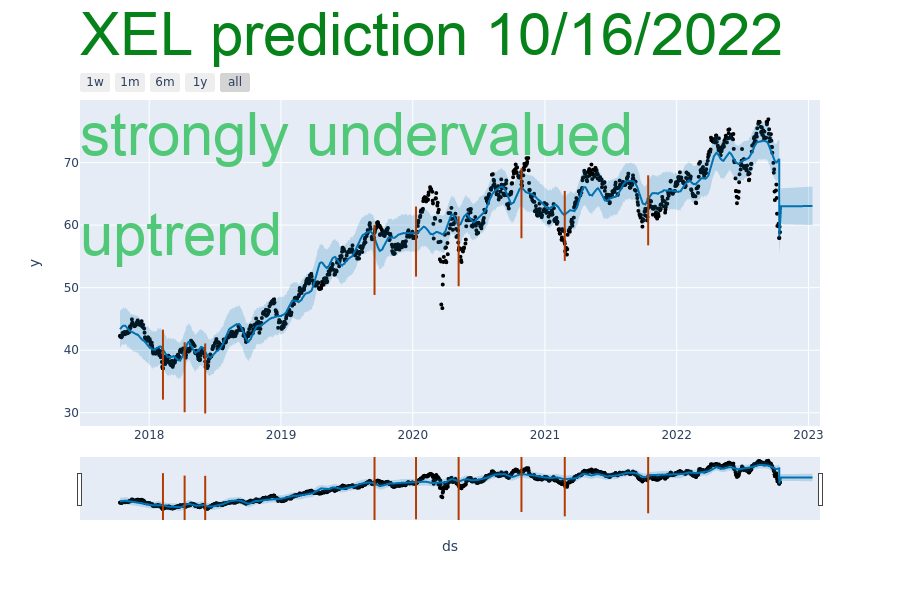 XEL prediction 10/16/2022
1w 1m 6m 1y all
strongly undervalued
70
uptrend
60
y
50
40
30
2018 2019 2020 2021 2022 2023
ds